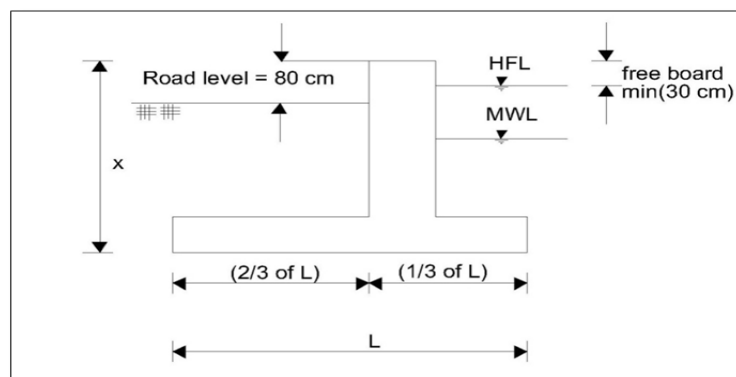 HFL
Road level = 80 cm
free board
min(30 cm)
MWL
x
(2/3 of L)
(1/3 of L)
L